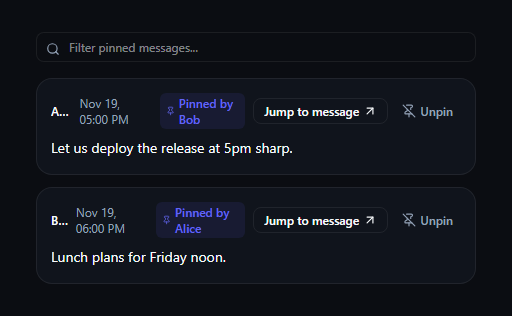 Filter pinned messages...
A... Nov 19, 05:00 PM Pinned by Bob Jump to message Unpin
Let us deploy the release at 5pm sharp.
B... Nov 19, 06:00 PM Pinned by Alice Jump to message Unpin
Lunch plans for Friday noon.